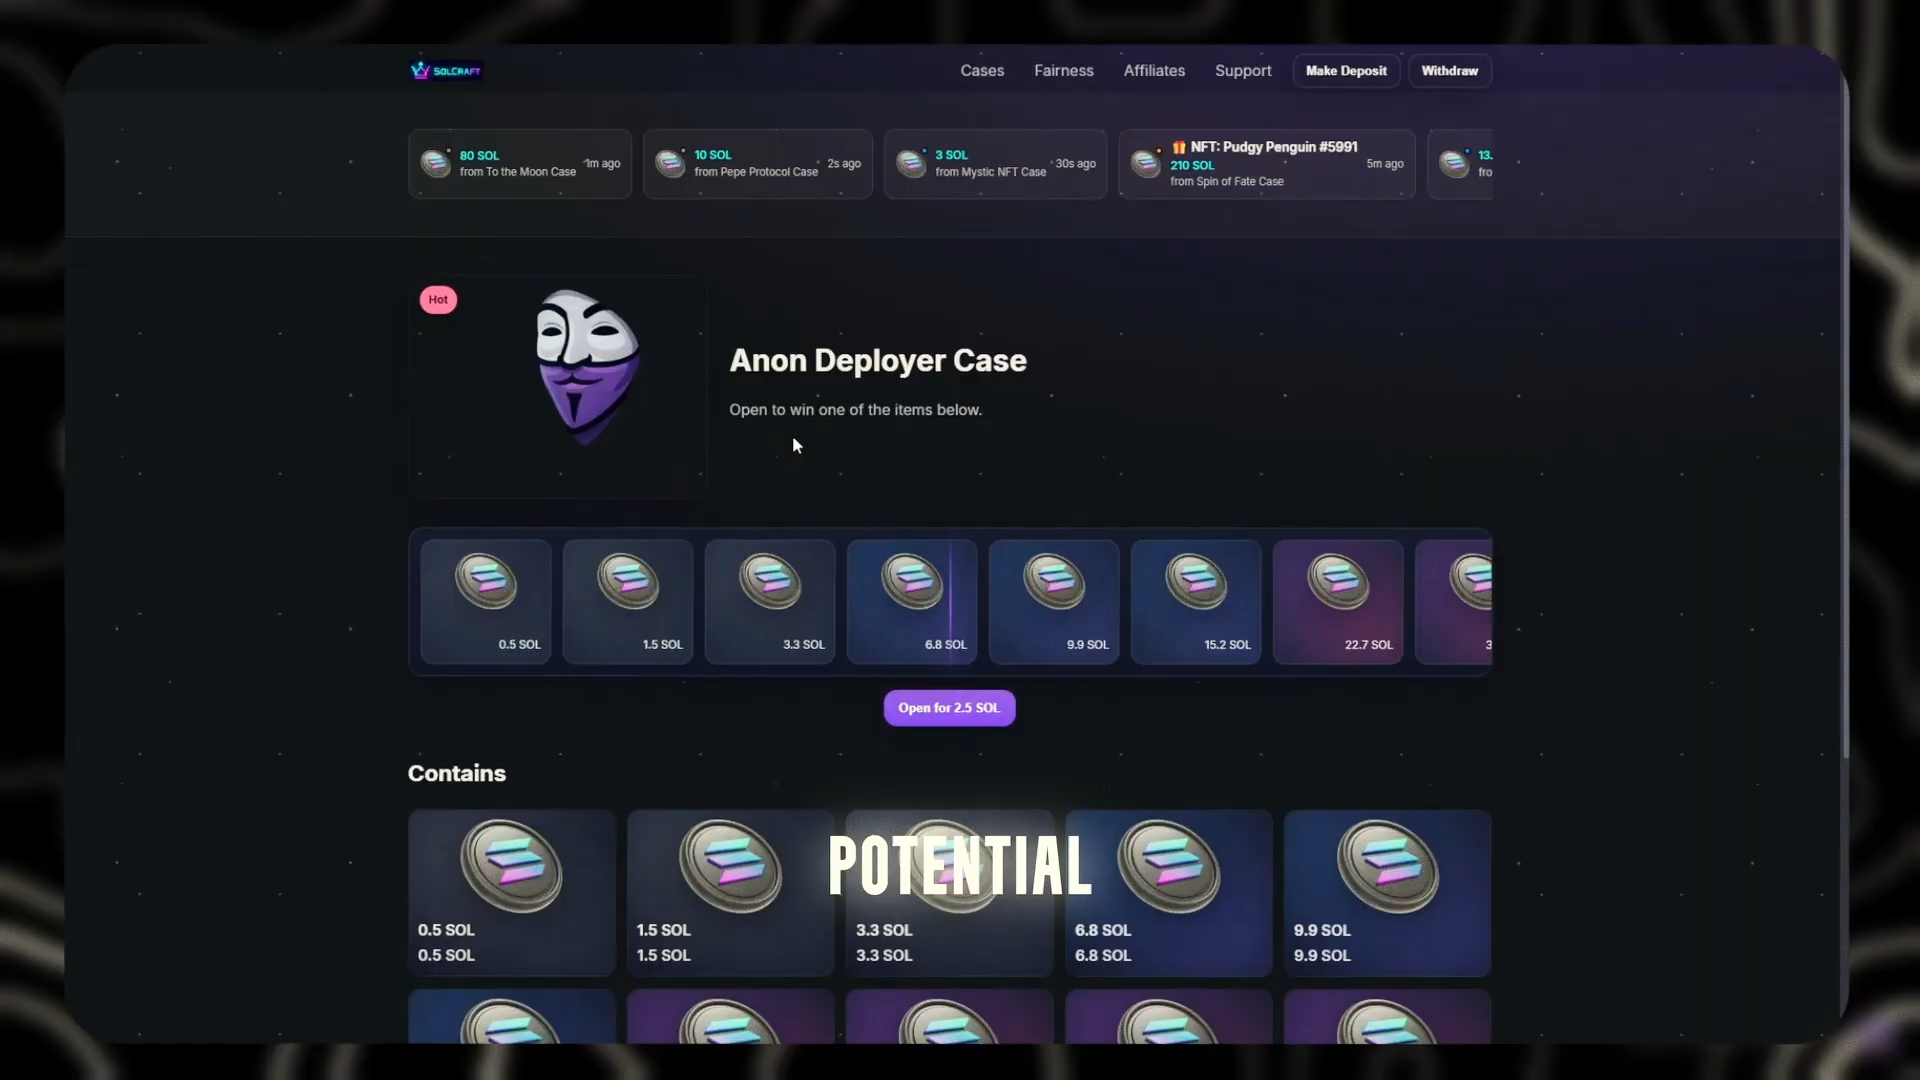 SOLCRAFT
Cases
Fairness
Affiliates
Support
Make Deposit
Withdraw
80 SOL
from To the Moon Case
1m ago
10 SOL
from Pepe Protocol Case
2s ago
3 SOL
from Mystic NFT Case
30s ago
🎁 NFT: Pudgy Penguin #5991
210 SOL
from Spin of Fate Case
5m ago
13.
fro
Hot
Anon Deployer Case
Open to win one of the items below.
0.5 SOL
1.5 SOL
3.3 SOL
6.8 SOL
9.9 SOL
15.2 SOL
22.7 SOL
3
Open for 2.5 SOL
Contains
POTENTIAL
0.5 SOL
0.5 SOL
1.5 SOL
1.5 SOL
3.3 SOL
3.3 SOL
6.8 SOL
6.8 SOL
9.9 SOL
9.9 SOL